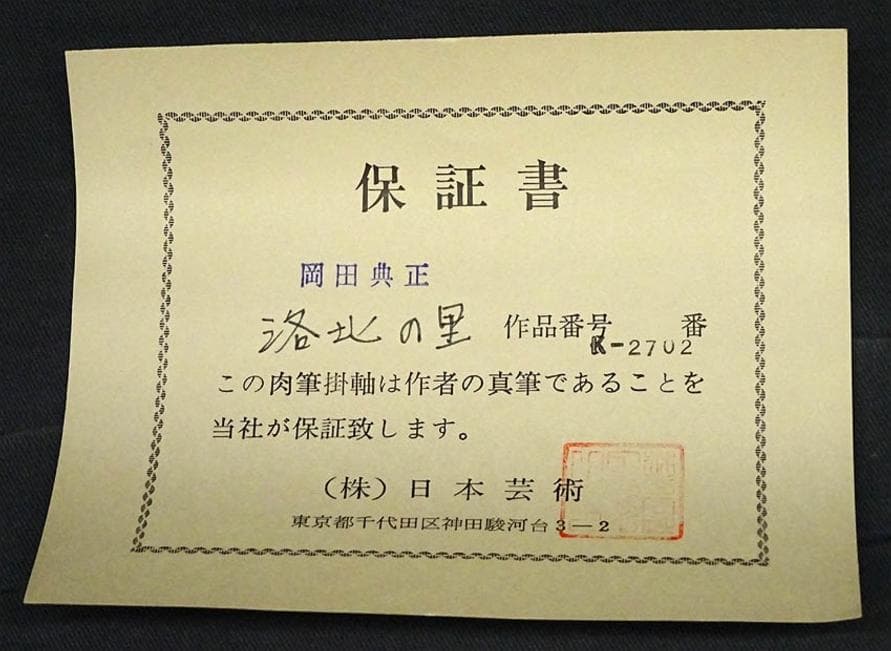 保証書
岡田典正
洛北の里 作品番号 番
K-2702
この肉筆掛軸は作者の真筆であることを
当社が保証致します。
(株)日本芸術
東京都千代田区神田駿河台3-2